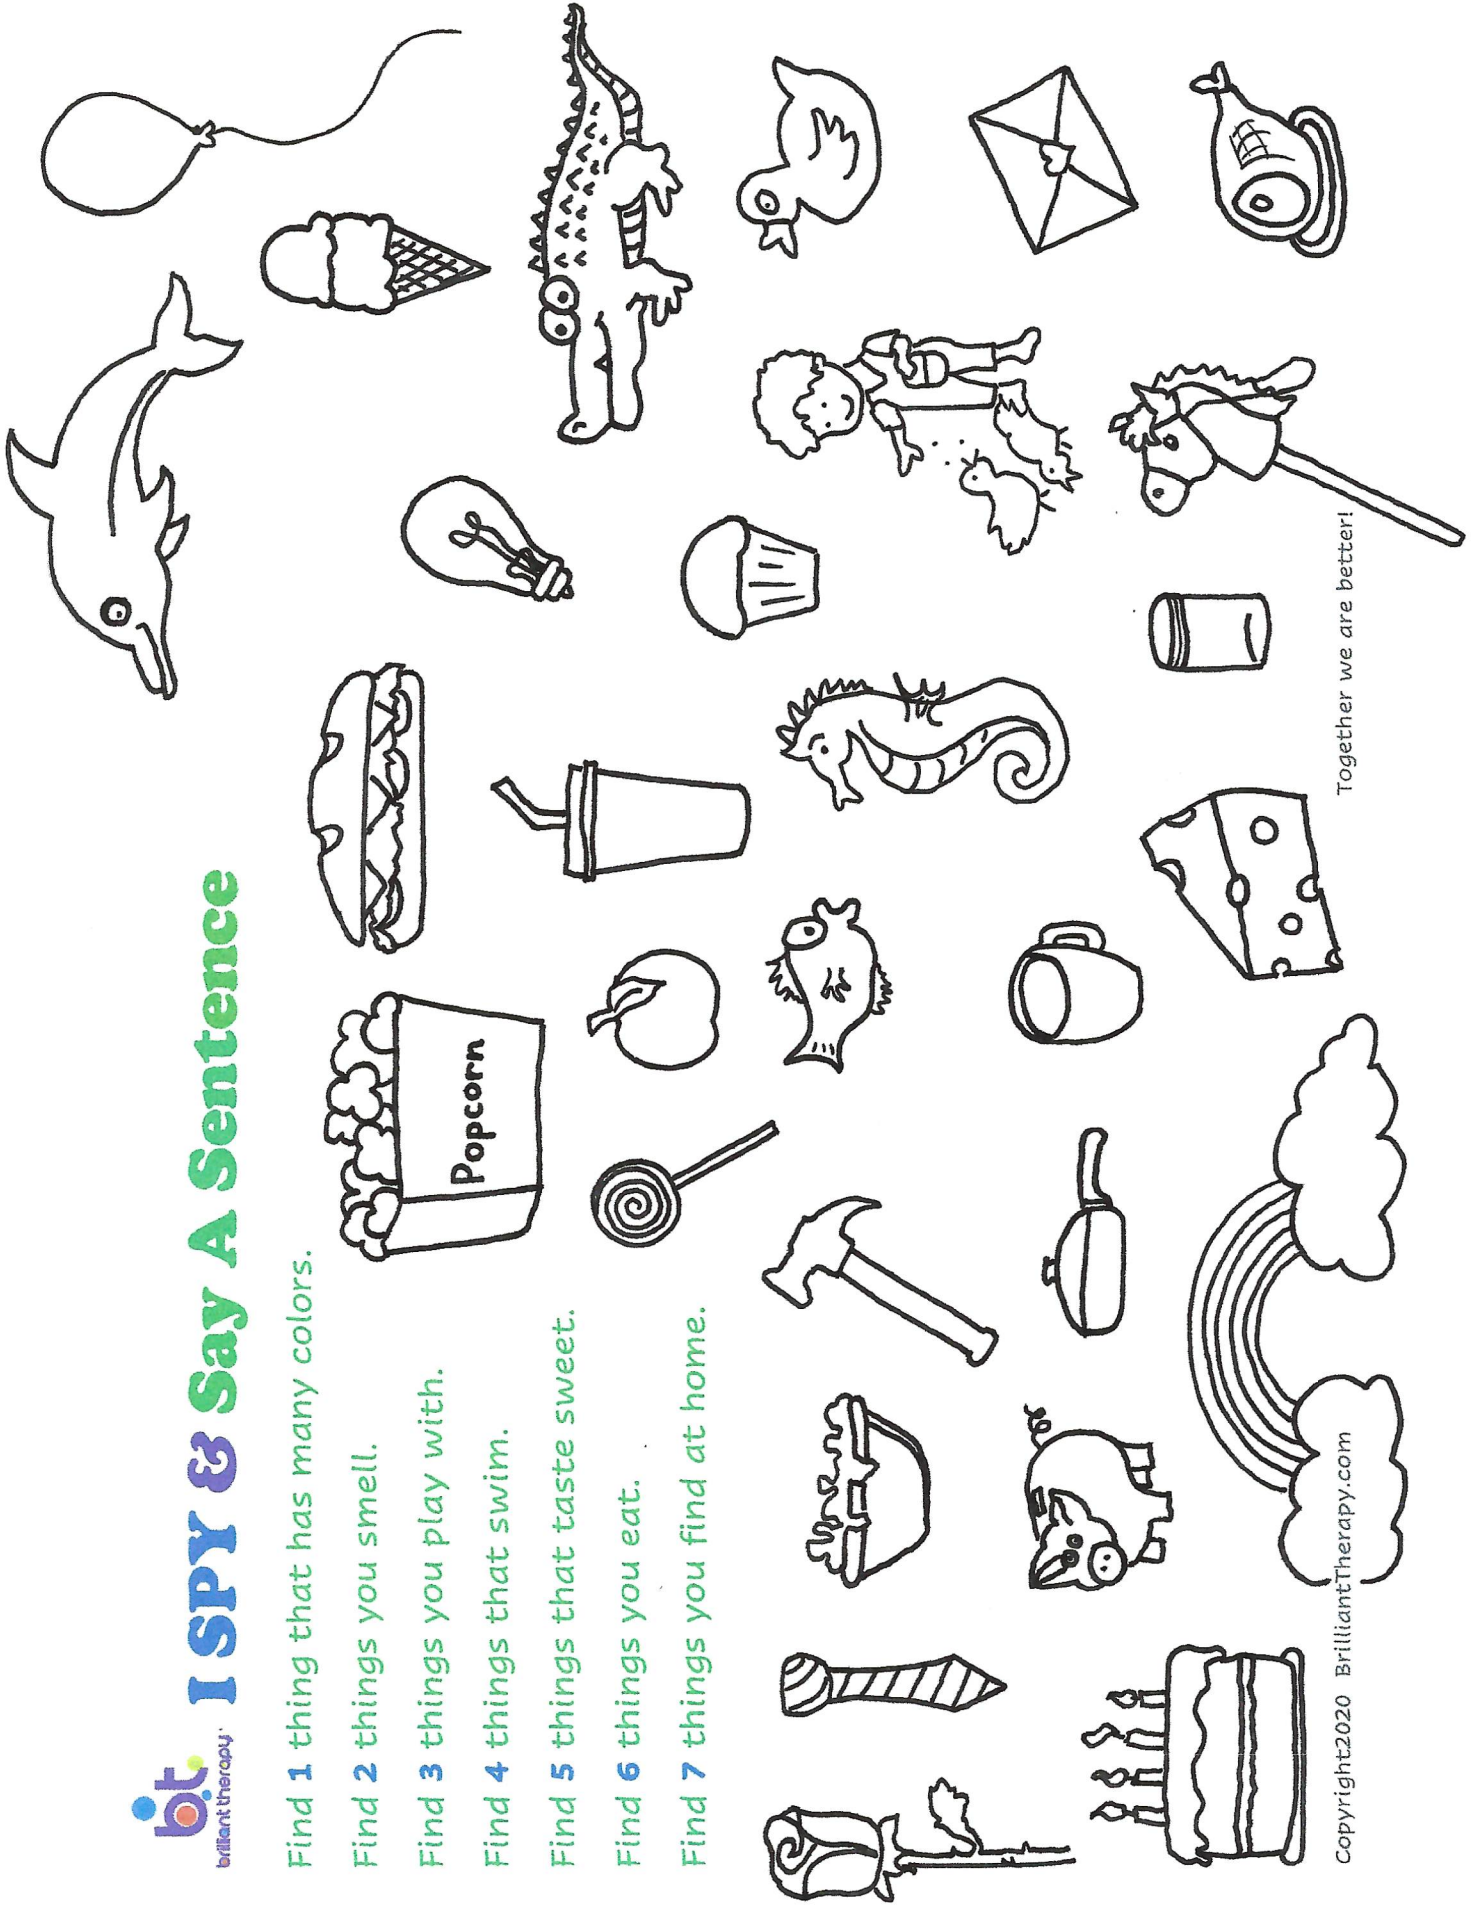 bt.
brilliant therapy
I SPY & Say A Sentence
Find 1 thing that has many colors.
Find 2 things you smell.
Find 3 things you play with.
Find 4 things that swim.
Find 5 things that taste sweet.
Find 6 things you eat.
Find 7 things you find at home.
Popcorn
Copyright2020 BrilliantTherapy.com
Together we are better!